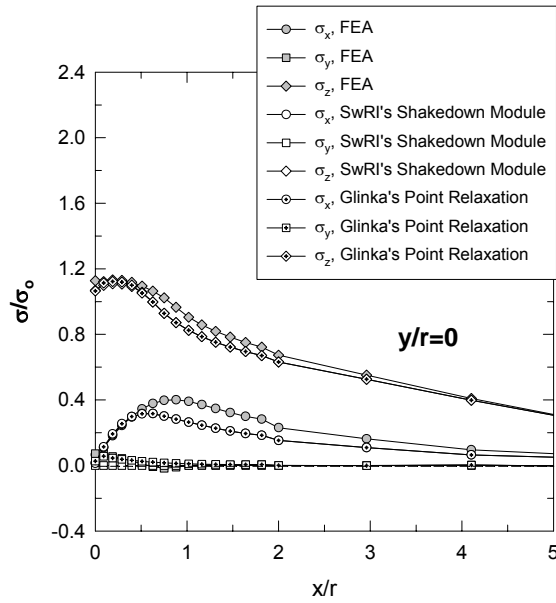 σx, FEA
σy, FEA
σz, FEA
σx, SwRI's Shakedown Module
σy, SwRI's Shakedown Module
σz, SwRI's Shakedown Module
σx, Glinka's Point Relaxation
σy, Glinka's Point Relaxation
σz, Glinka's Point Relaxation
2.4
2.0
1.6
1.2
0.8
0.4
0.0
-0.4
σ/σo
y/r=0
0 1 2 3 4 5
x/r